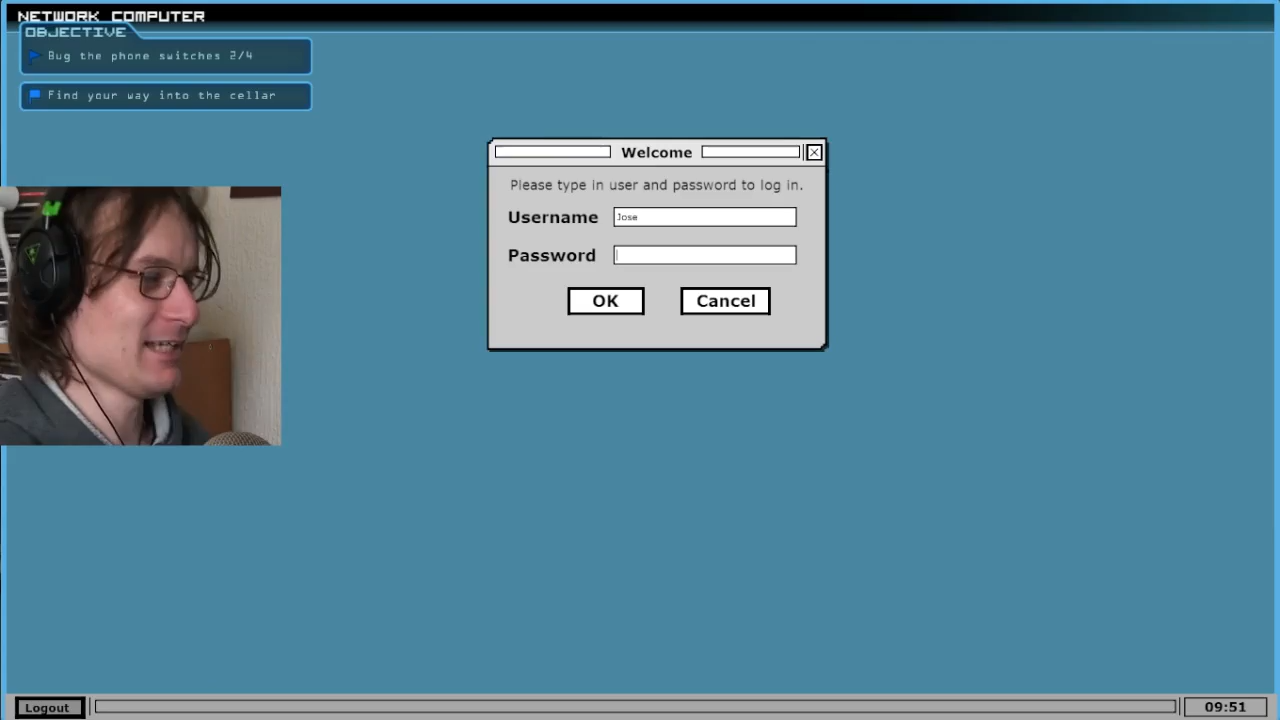 NETWORK COMPUTER
OBJECTIVE
Bug the phone switches 2/4
Find your way into the cellar
Welcome
Please type in user and password to log in.
Username
Jose
Password
OK
Cancel
Logout
09:51